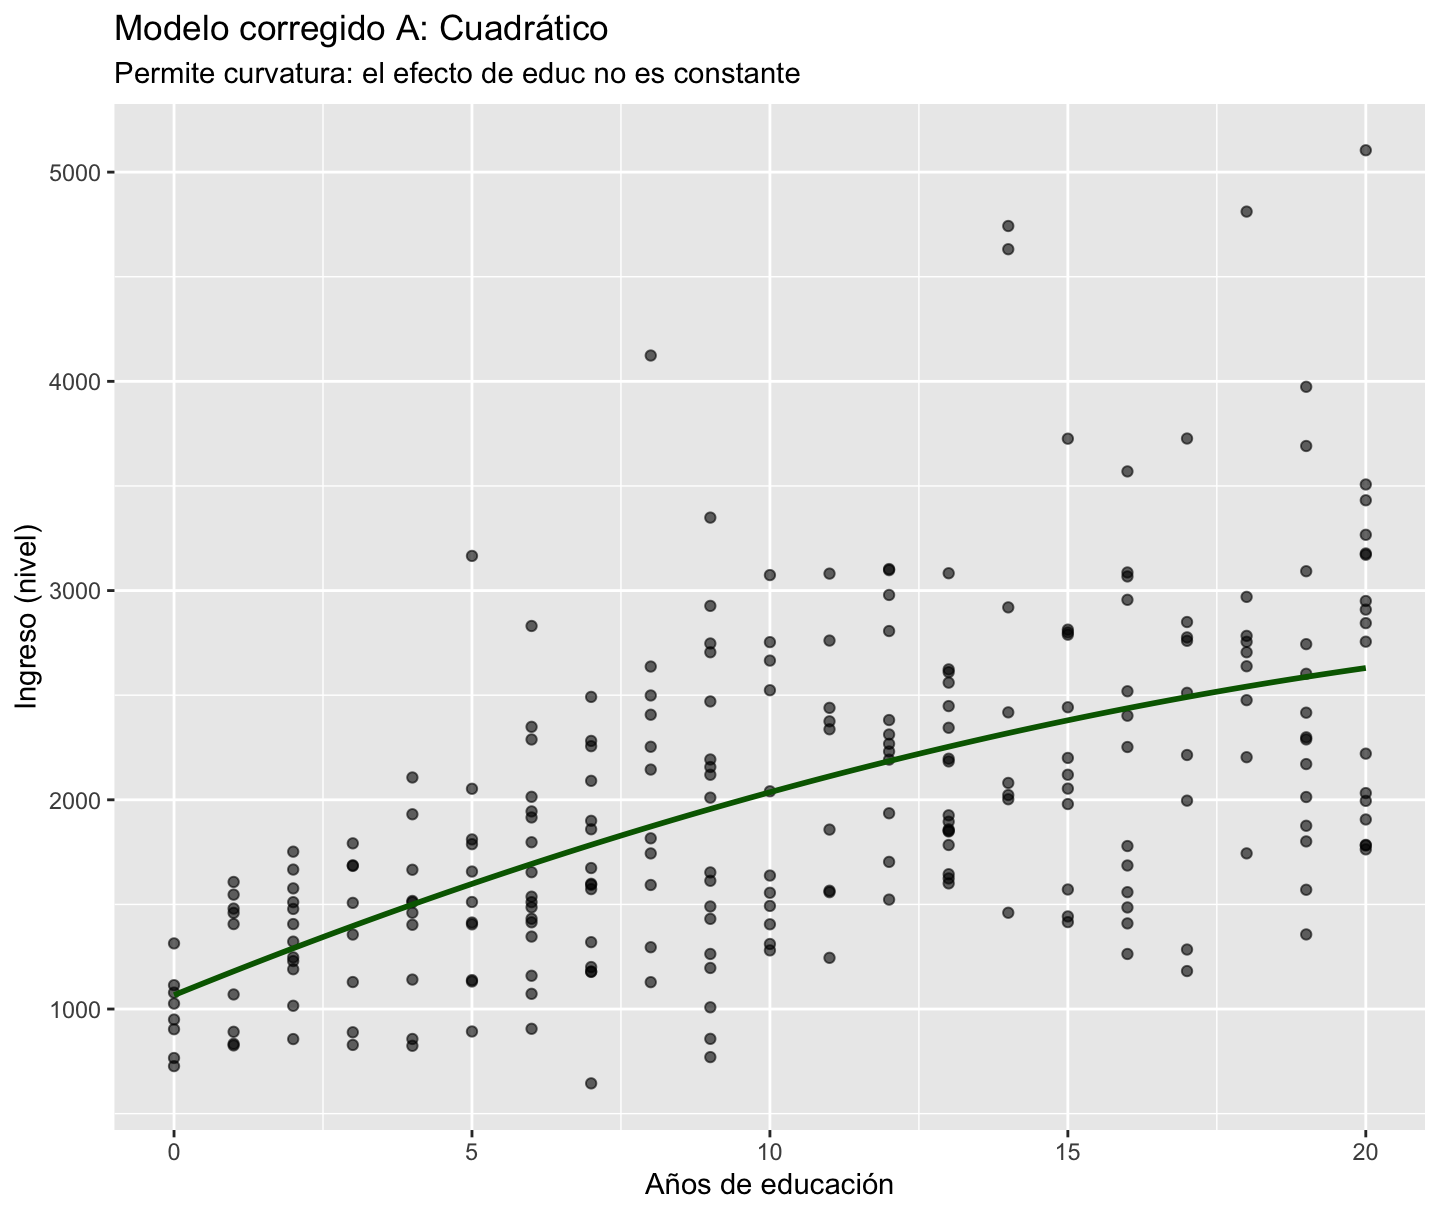 Modelo corregido A: Cuadrático
Permite curvatura: el efecto de educ no es constante
Ingreso (nivel)
5000
4000
3000
2000
1000
0
5
10
15
20
Años de educación